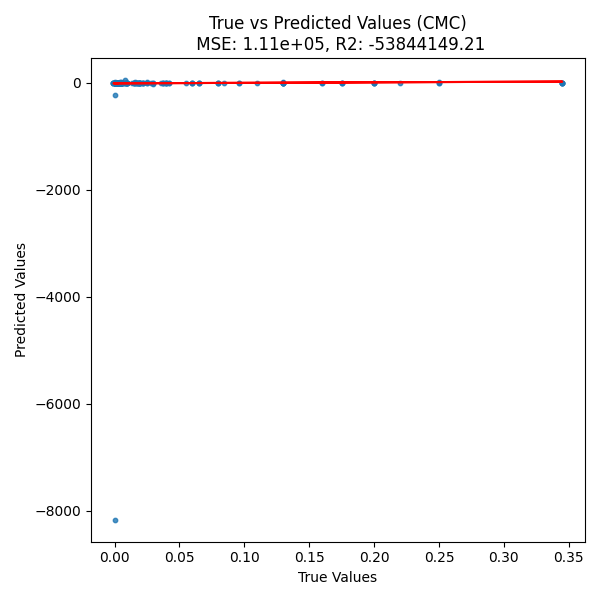 True vs Predicted Values (CMC)
MSE: 1.11e+05, R2: -53844149.21
0
−2000
−4000
−6000
−8000
Predicted Values
0.00 0.05 0.10 0.15 0.20 0.25 0.30 0.35
True Values